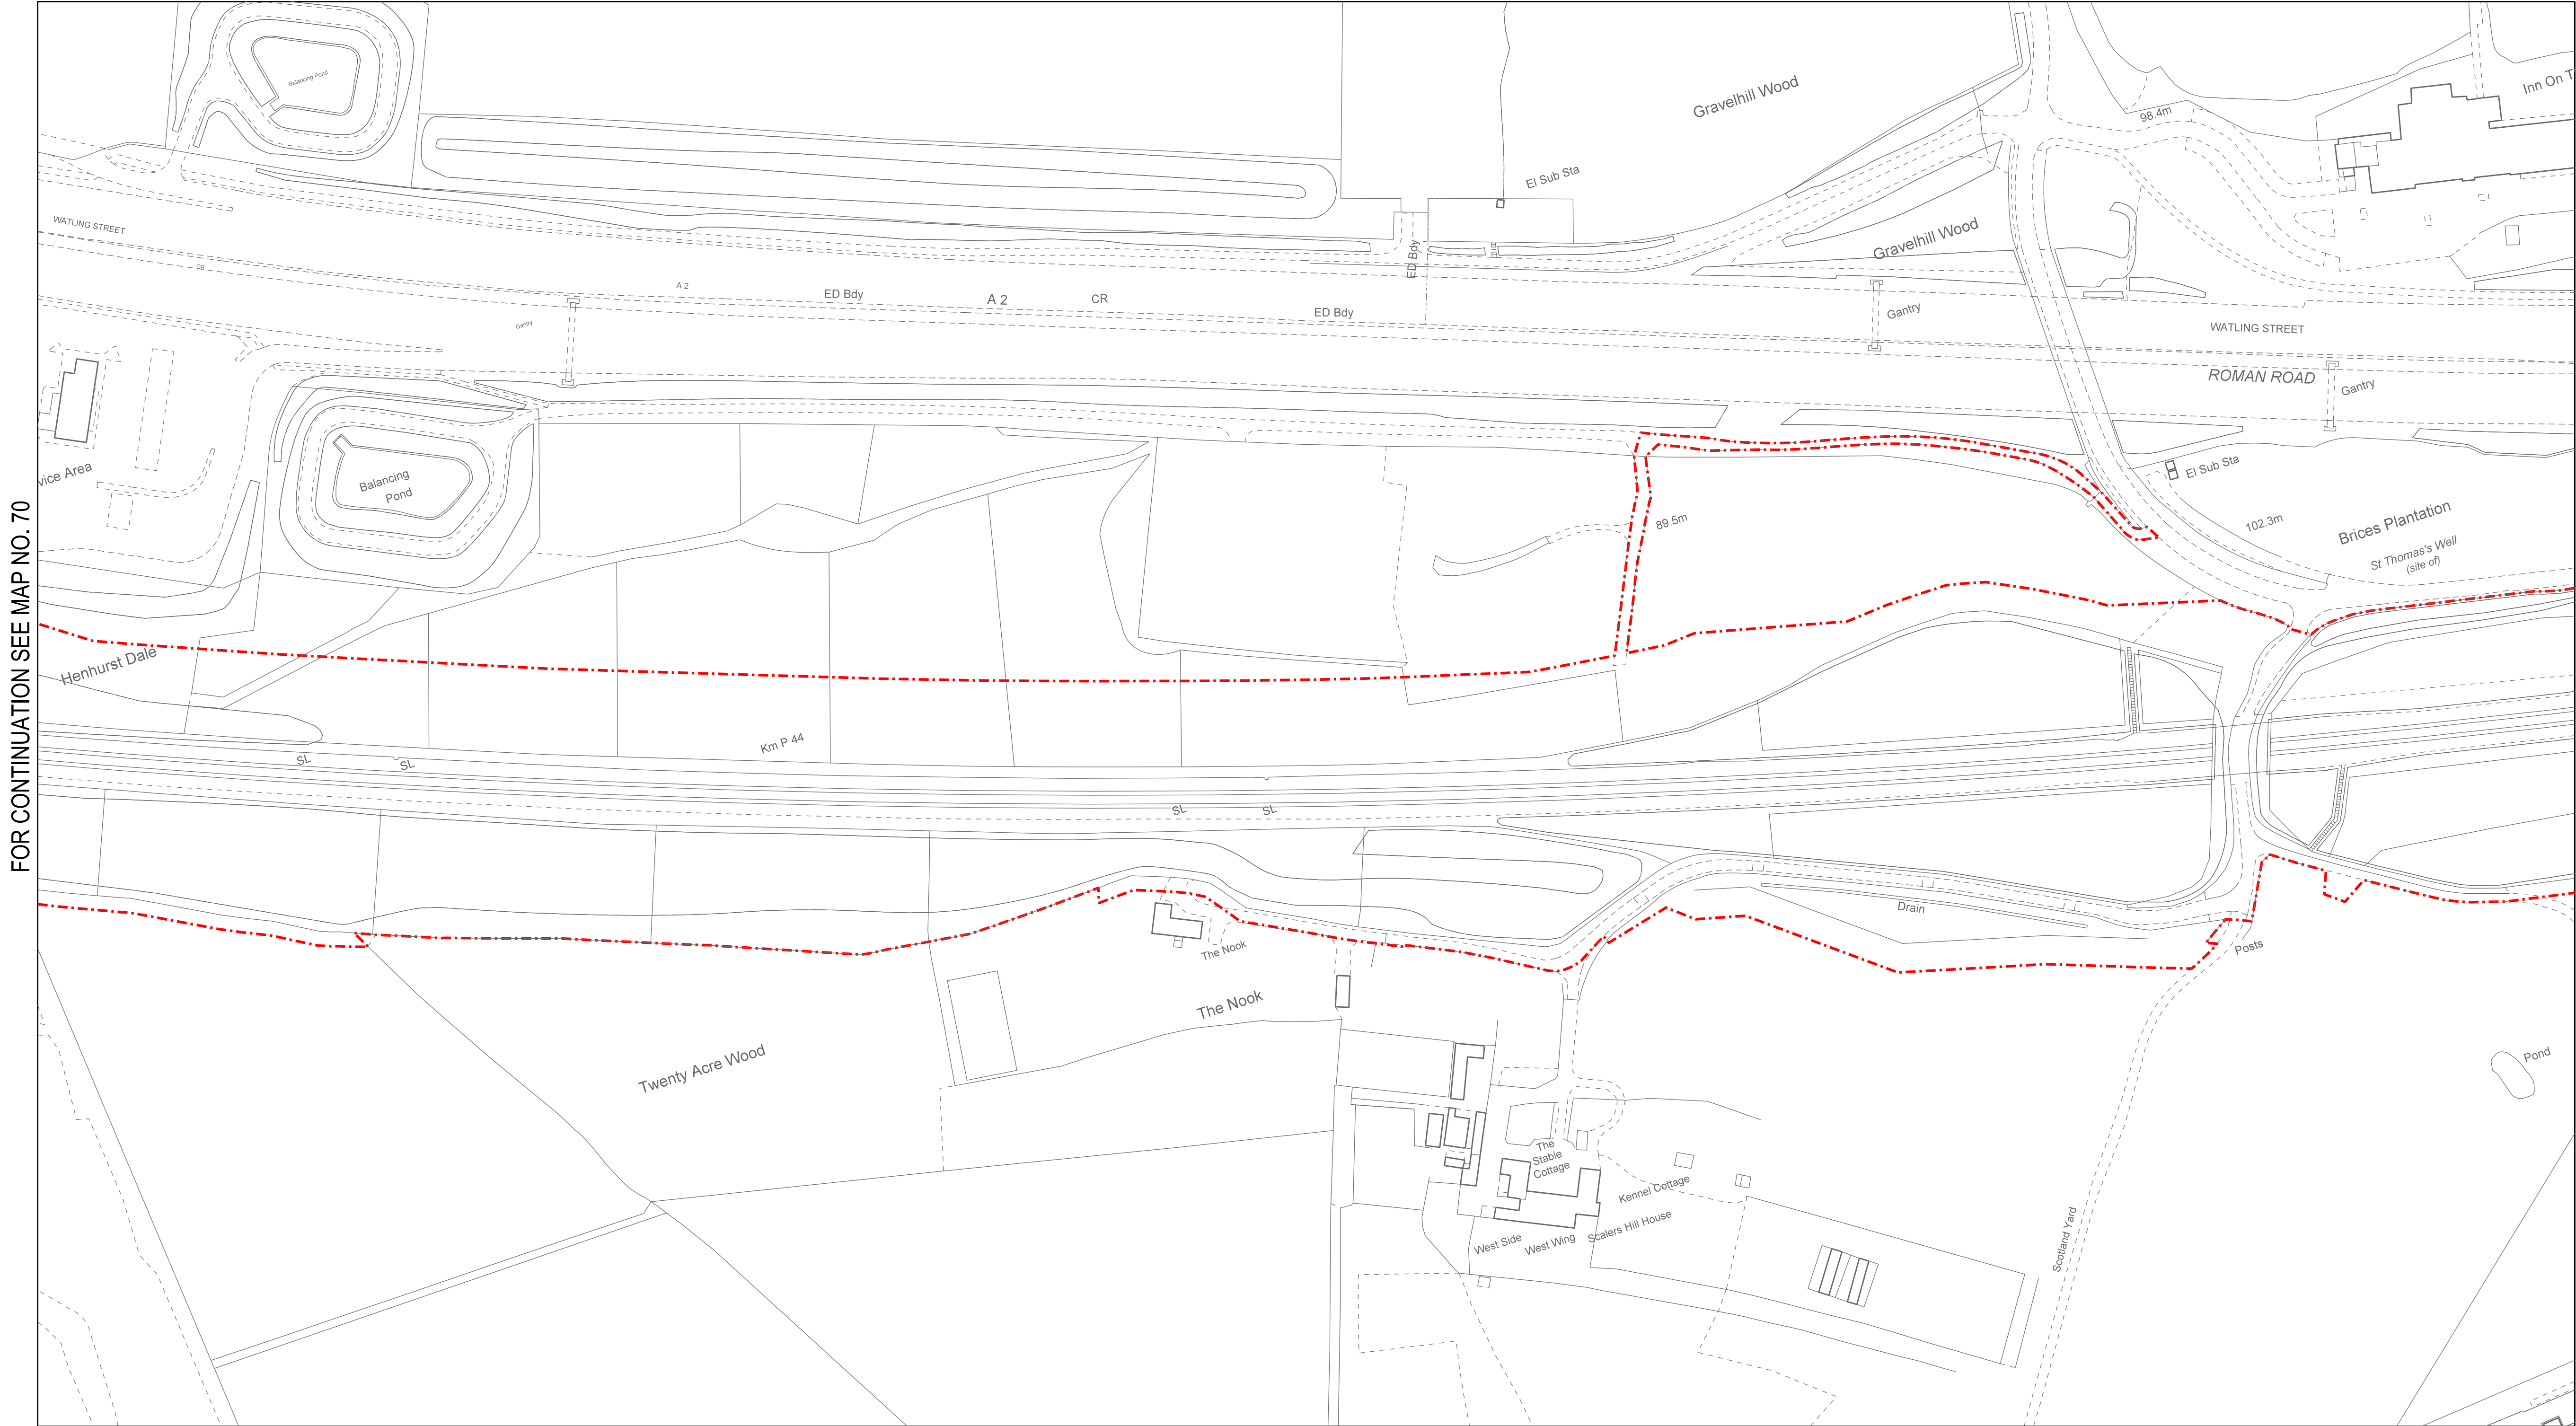 FOR CONTINUATION SEE MAP NO. 70
Balancing Pond
Gravelhill Wood
Inn On T
98.4m
El Sub Sta
WATLING STREET
Gravelhill Wood
ED Bdy
CR
A 2
ED Bdy
A 2
CR
ED Bdy
Gantry
Gantry
WATLING STREET
ROMAN ROAD
Gantry
vice Area
Balancing
Pond
El Sub Sta
89.5m
102.3m
Brices Plantation
St Thomas's Well
(site of)
Henhurst Dale
Km P 44
SL
SL
SL
SL
Drain
The Nook
Posts
The Nook
Twenty Acre Wood
Pond
The
Stable
Cottage
Kennel Cottage
Scalers Hill House
West Side
West Wing
Scotland Yard